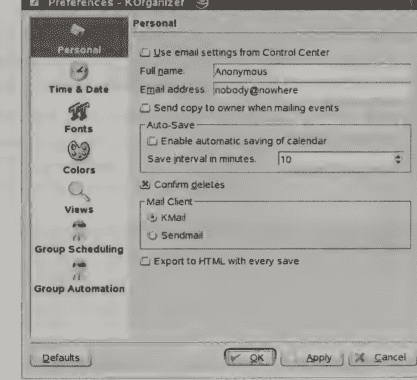 Preferences - KOrganizer
Personal
Time & Date
Fonts
Colors
Views
Group Scheduling
Group Automation
Personal
Use email settings from Control Center
Full name. Anonymous
Email address. nobody@nowhere
Send copy to owner when mailing events
Auto-Save
Enable automatic saving of calendar
Save interval in minutes. 10
Confirm deletes
Mail Client
KMail
Sendmail
Export to HTML with every save
Defaults OK Apply Cancel